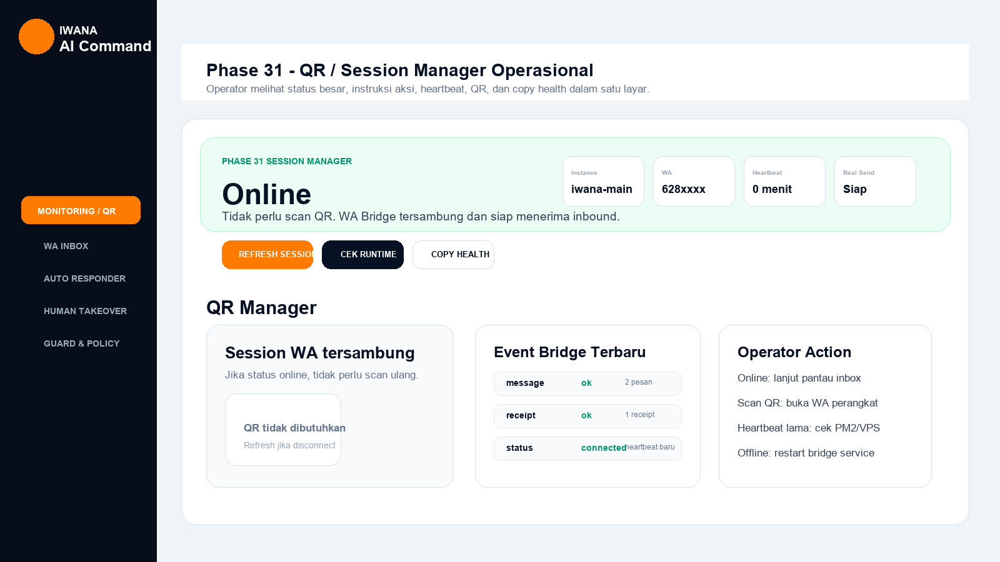 IWANA
AI Command
MONITORING / QR
WA INBOX
AUTO RESPONDER
HUMAN TAKEOVER
GUARD & POLICY
Phase 31 - QR / Session Manager Operasional
Operator melihat status besar, instruksi aksi, heartbeat, QR, dan copy health dalam satu layar.
PHASE 31 SESSION MANAGER
Online
Tidak perlu scan QR. WA Bridge tersambung dan siap menerima inbound.
Instance
iwana-main
WA
628xxxx
Heartbeat
0 menit
Real Send
Siap
REFRESH SESSION
CEK RUNTIME
COPY HEALTH
QR Manager
Session WA tersambung
Jika status online, tidak perlu scan ulang.
QR tidak dibutuhkan
Refresh jika disconnect
Event Bridge Terbaru
message ok 2 pesan
receipt ok 1 receipt
status connected heartbeat baru
Operator Action
Online: lanjut pantau inbox
Scan QR: buka WA perangkat
Heartbeat lama: cek PM2/VPS
Offline: restart bridge service